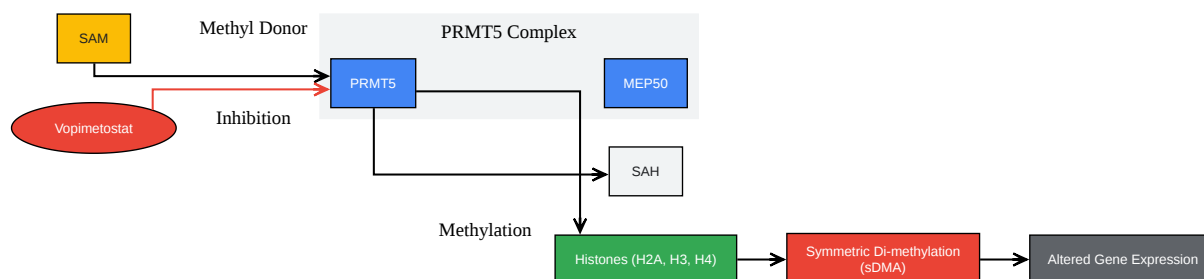 SAM
Methyl Donor
PRMT5 Complex
PRMT5
MEP50
Vopimetostat
Inhibition
SAH
Methylation
Histones (H2A, H3, H4)
Symmetric Di-methylation
(sDMA)
Altered Gene Expression